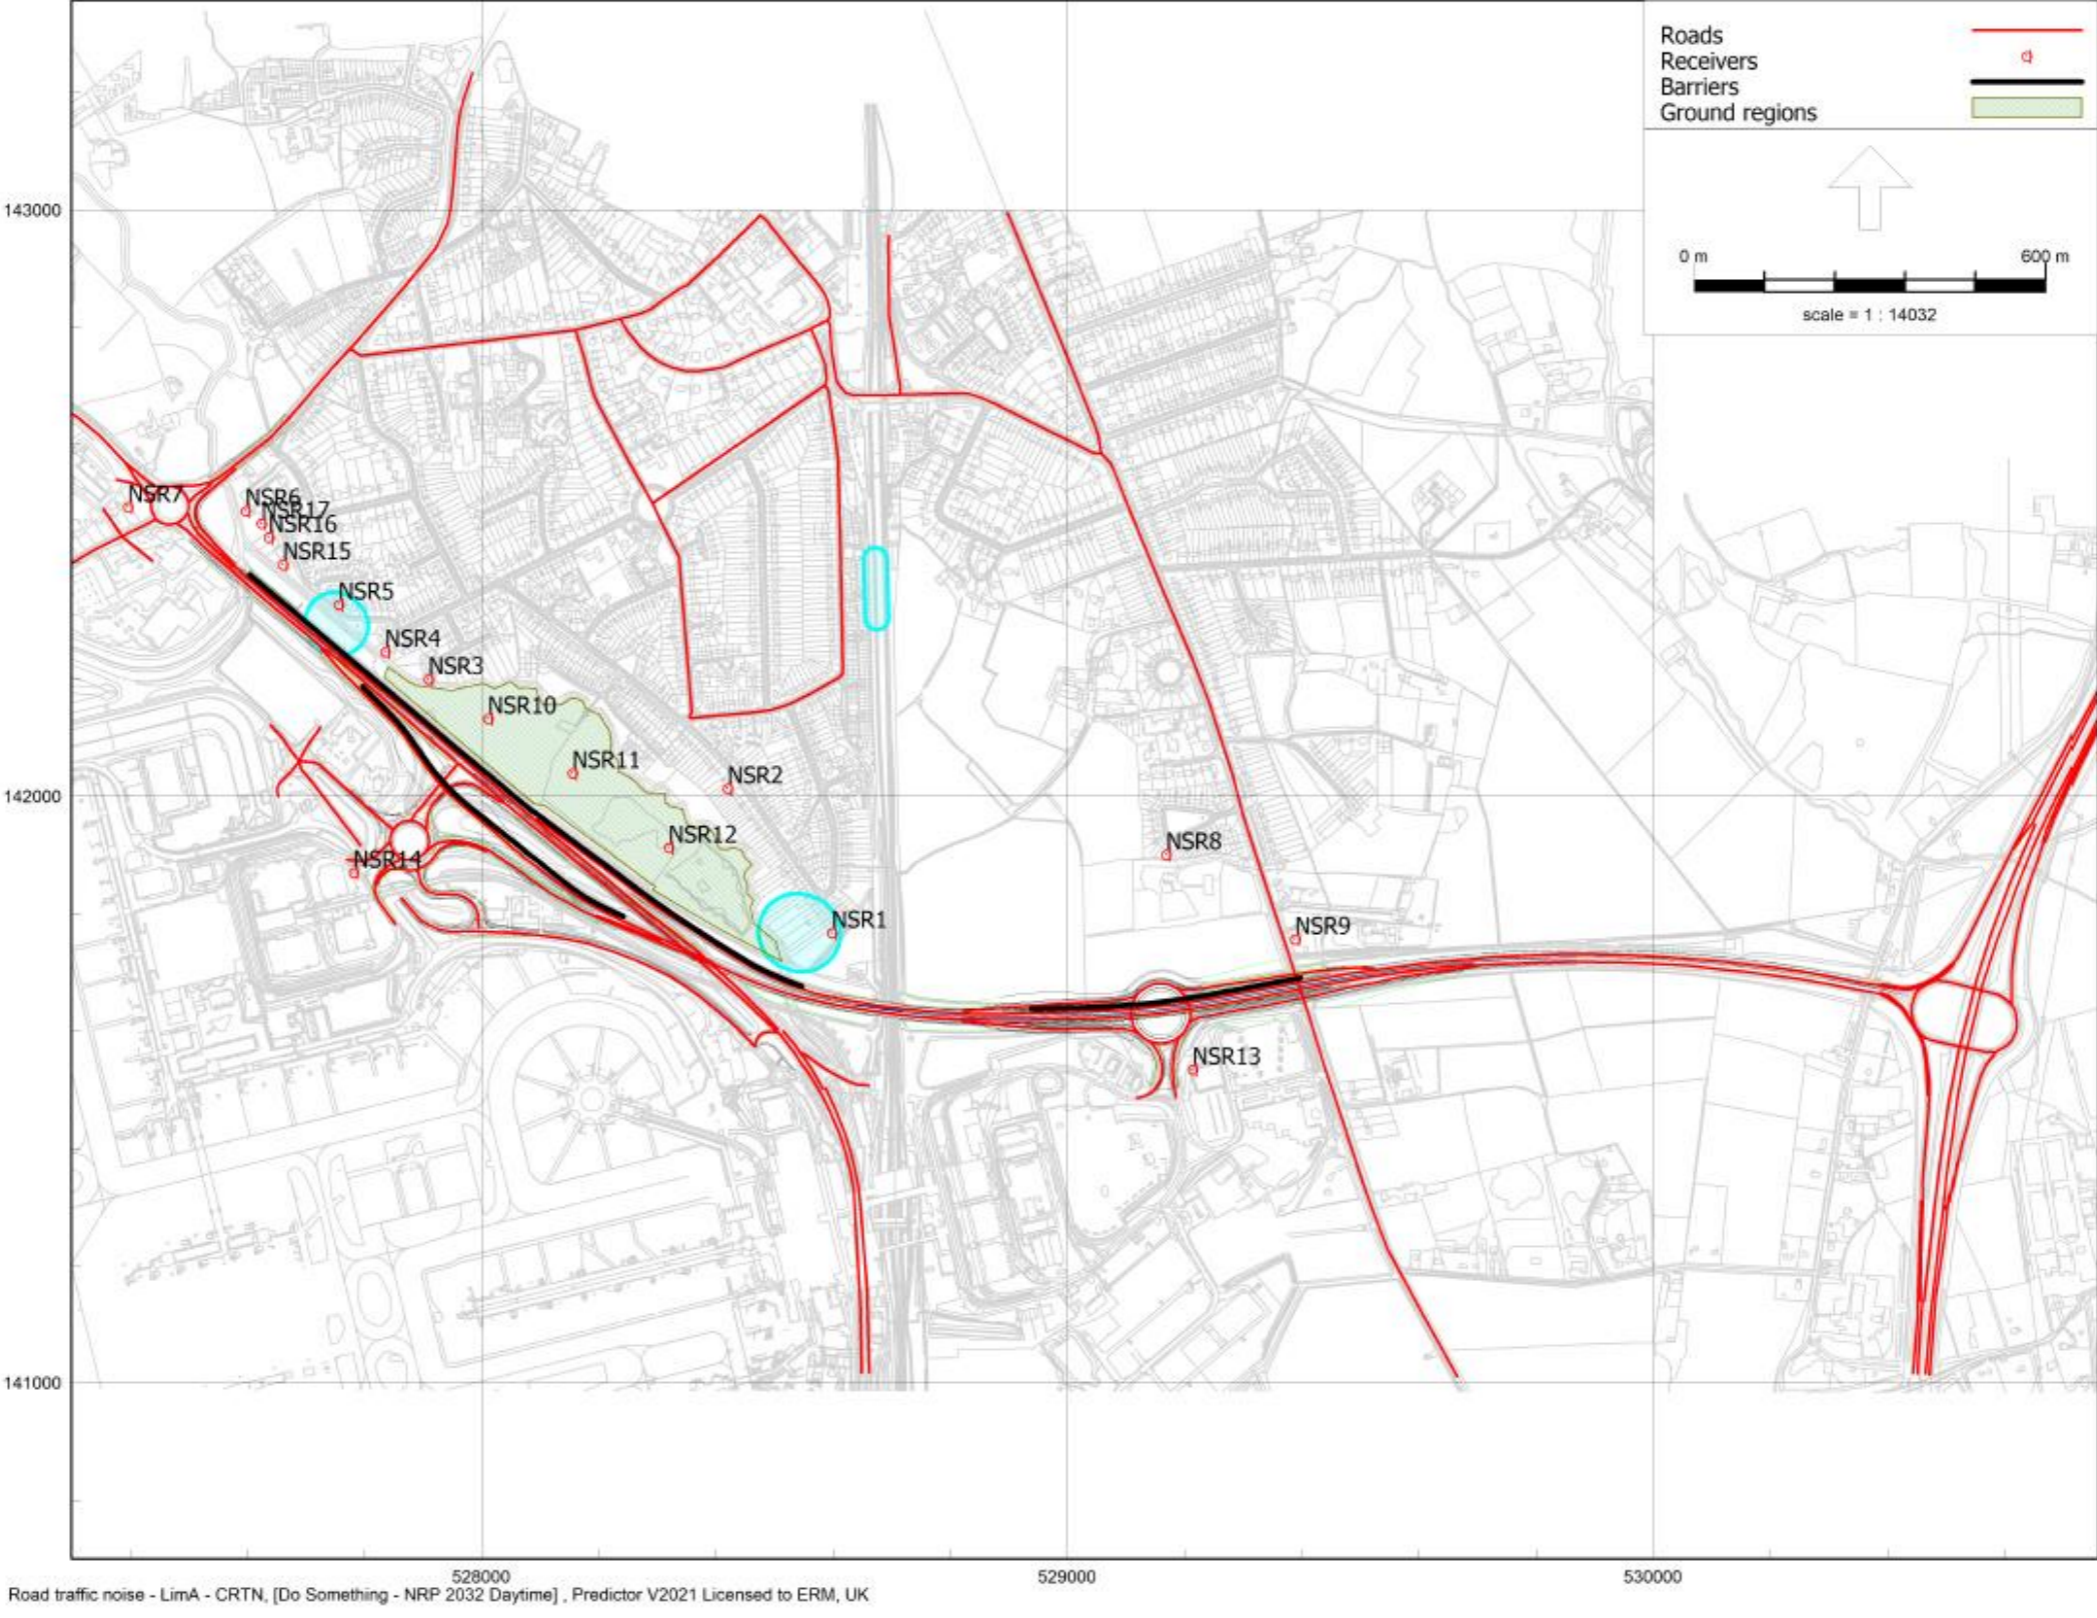 Roads
Receivers
Barriers
Ground regions
0 m 600 m
scale = 1 : 14032
143000
NSR7
NSR6
NSR17
NSR16
NSR15
NSR5
NSR4
NSR3
NSR10
NSR11
NSR2
142000
NSR12
NSR8
NSR14
NSR1
NSR9
NSR13
141000
528000 529000 530000
Road traffic noise - LimA - CRTN, [Do Something - NRP 2032 Daytime] , Predictor V2021 Licensed to ERM, UK